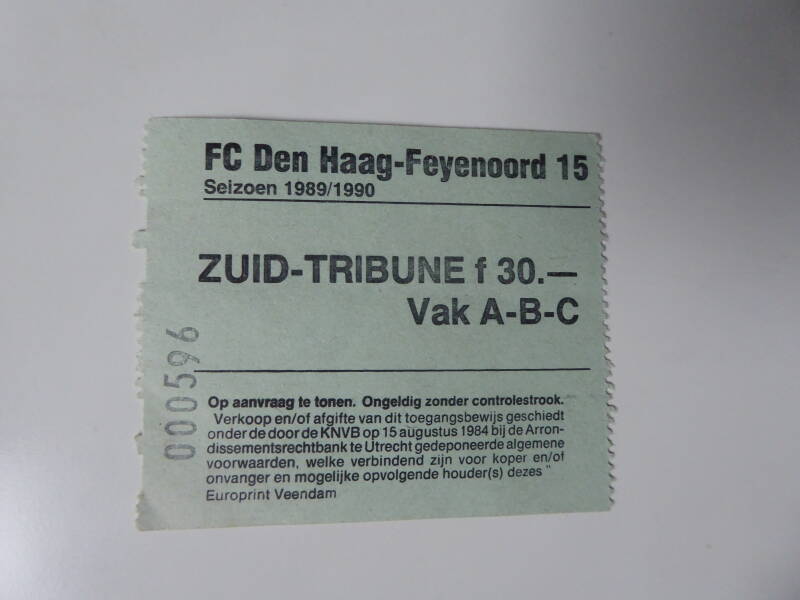 FC Den Haag-Feyenoord 15
Seizoen 1989/1990
ZUID-TRIBUNE f 30.—
Vak A-B-C
000596
Op aanvraag te tonen. Ongeldig zonder controlestrook.
Verkoop en/of afgifte van dit toegangsbewijs geschiedt
onder de door de KNVB op 15 augustus 1984 bij de Arron-
dissementsrechtbank te Utrecht gedeponeerde algemene
voorwaarden, welke verbindend zijn voor koper en/of
onvanger en mogelijke opvolgende houder(s) dezes"
Europrint Veendam